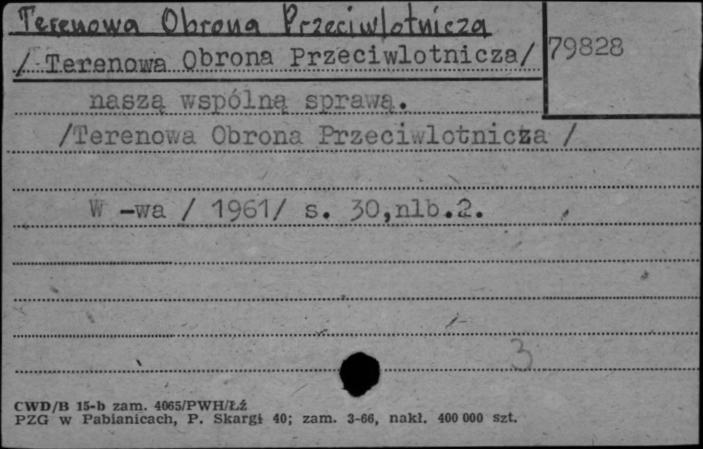 Terenowa Obrona Przeciwlotnicza
/ Terenowa Obrona Przeciwlotnicza/
79828
naszą wspólną sprawą.
/Terenowa Obrona Przeciwlotnicza /
W -wa / 1961/ s. 30,nlb.2.
3
CWD/B 15-b zam. 4065/PWH/Łź
PZG w Pabianicach, P. Skargi 40; zam. 3-66, nakł. 400 000 szt.